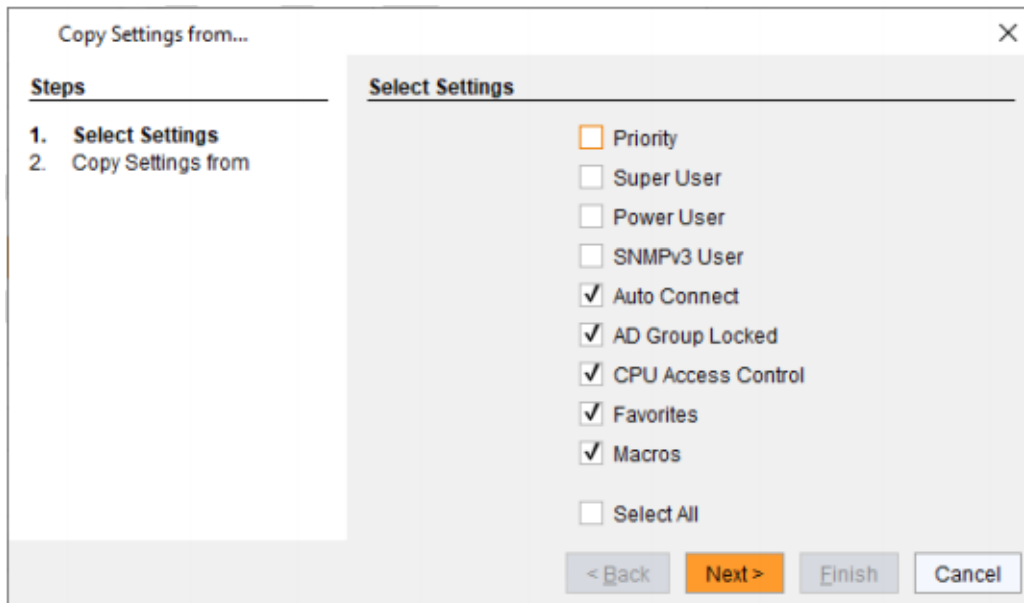 Copy Settings from...
Steps
1. Select Settings
2. Copy Settings from
Select Settings
Priority
Super User
Power User
SNMPv3 User
Auto Connect
AD Group Locked
CPU Access Control
Favorites
Macros
Select All
< Back
Next >
Finish
Cancel